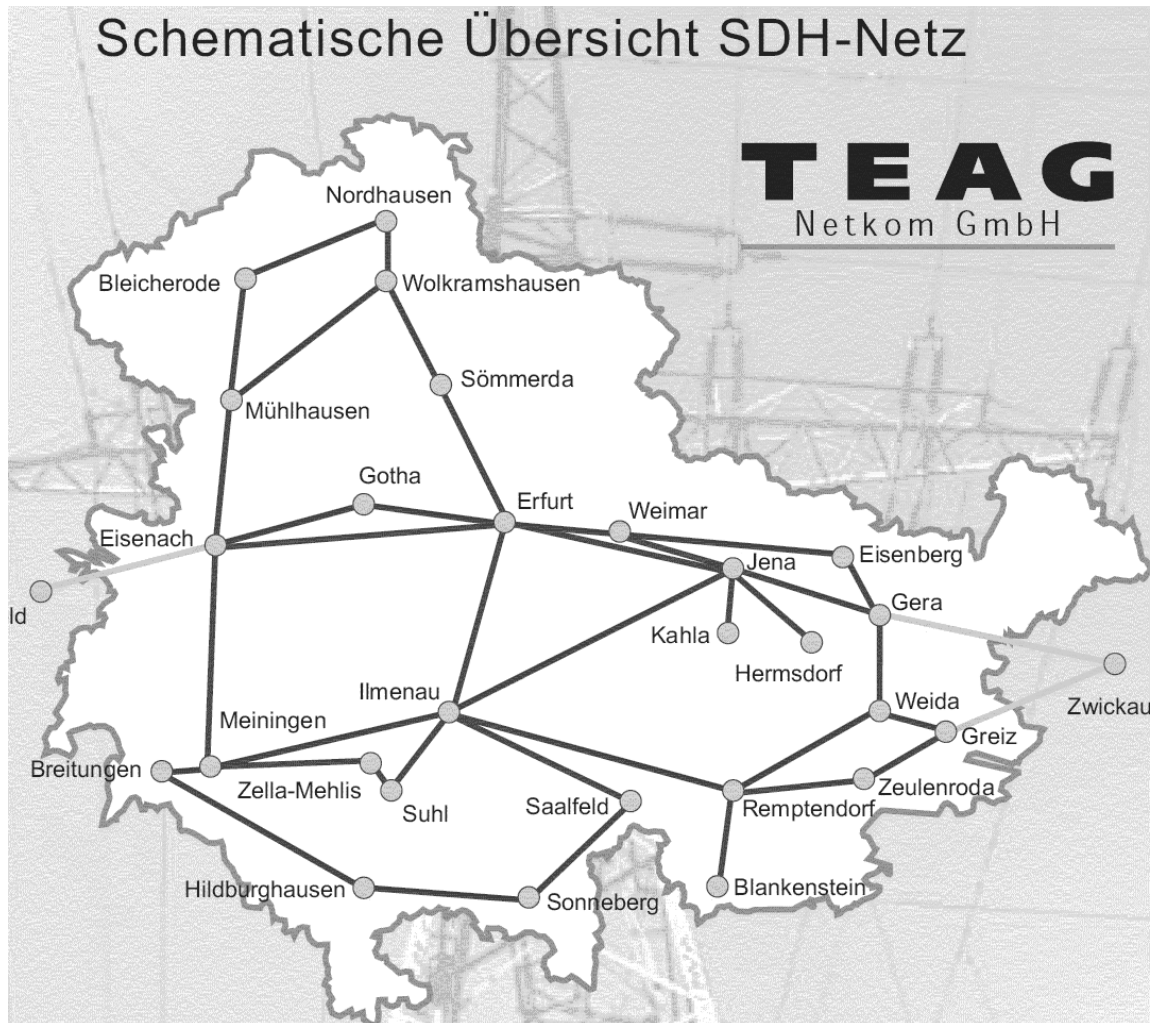 Schematische Übersicht SDH-Netz
TEAG
Netkom GmbH
Nordhausen
Bleicherode
Wolkramshausen
Sömmerda
Mühlhausen
Gotha
Erfurt
Weimar
Eisenach
Jena
Eisenberg
ld
Gera
Kahla
Hermsdorf
Ilmenau
Weida
Zwickau
Meiningen
Greiz
Breitungen
Zella-Mehlis
Suhl
Saalfeld
Remptendorf
Zeulenroda
Hildburghausen
Sonneberg
Blankenstein